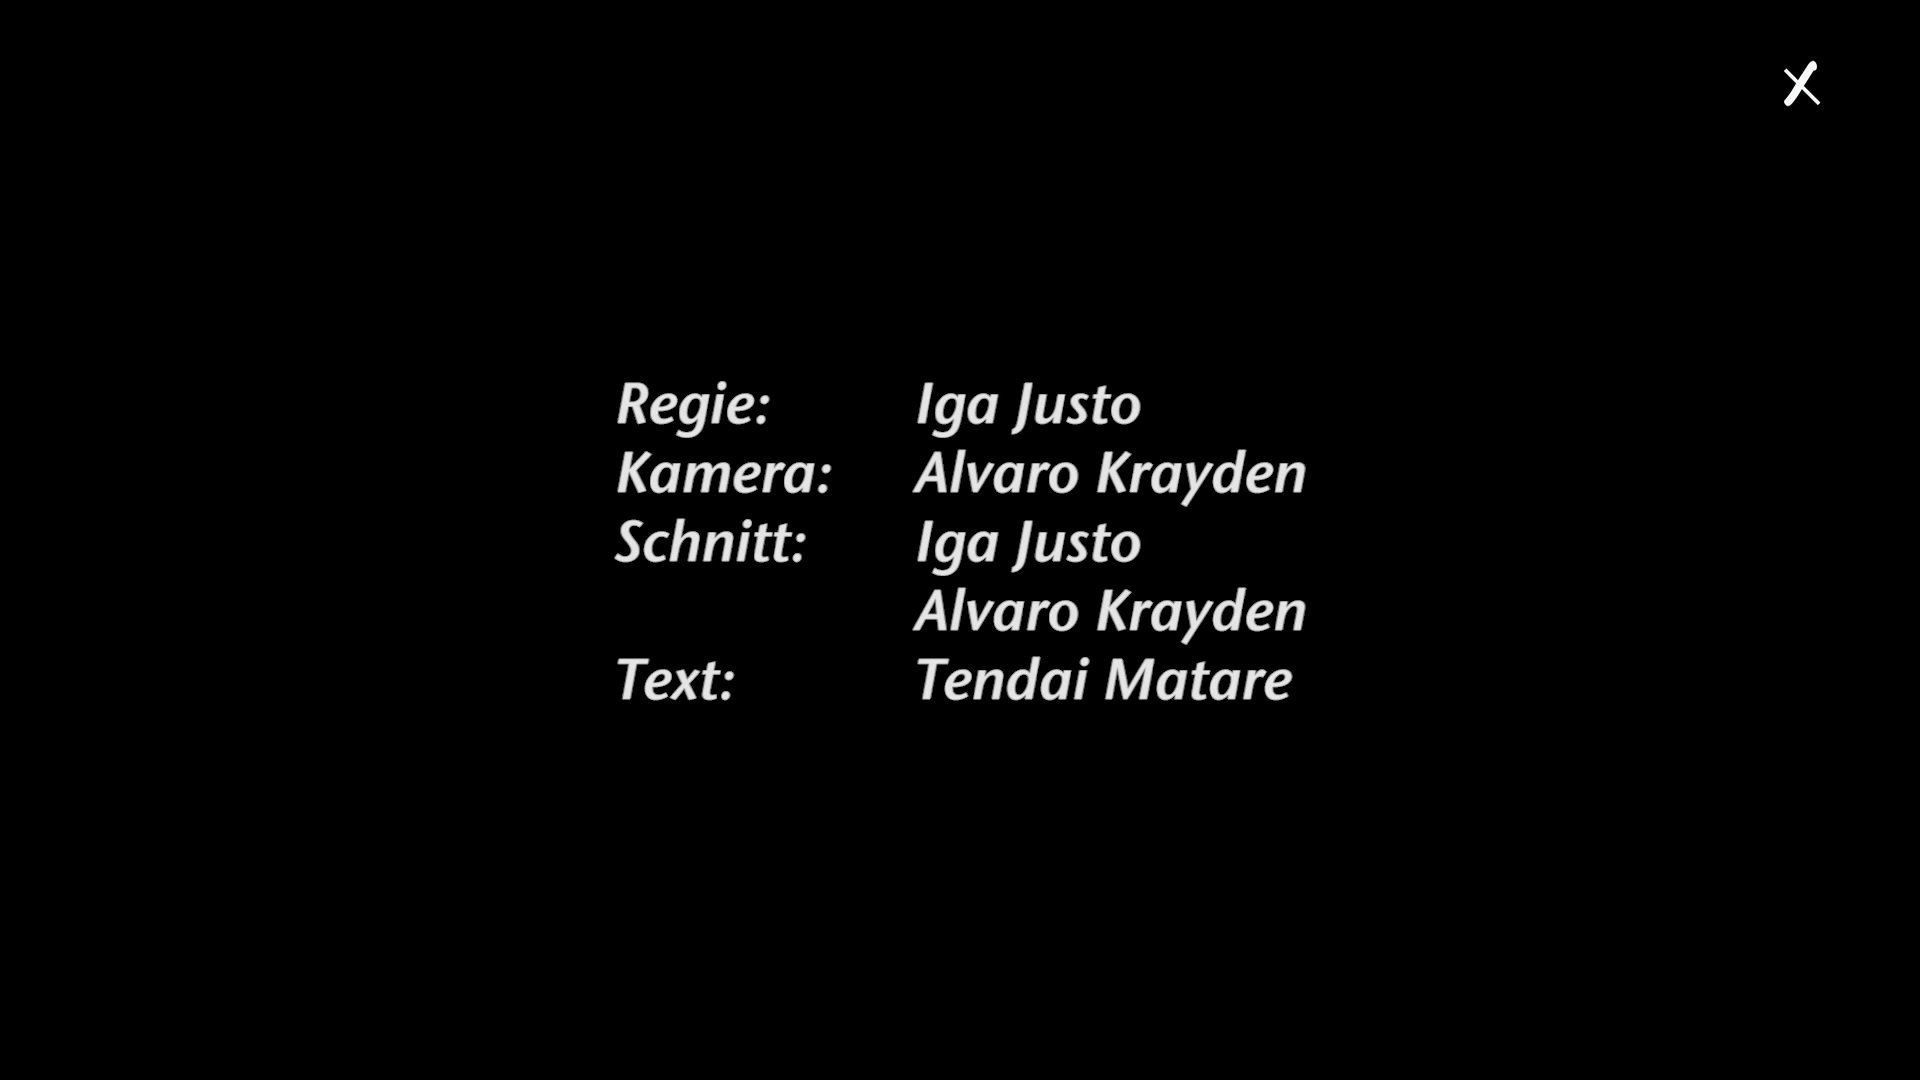 Regie: Iga Justo
Kamera: Alvaro Krayden
Schnitt: Iga Justo
Alvaro Krayden
Text: Tendai Matare